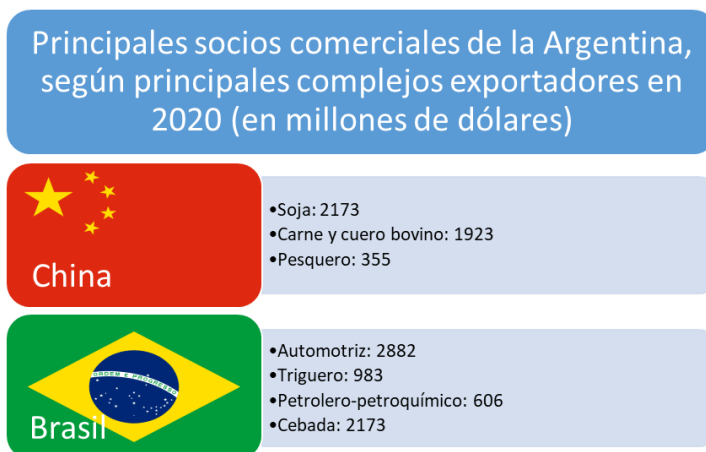 Principales socios comerciales de la Argentina,
según principales complejos exportadores en
2020 (en millones de dólares)
China
•Soja: 2173
•Carne y cuero bovino: 1923
•Pesquero: 355
ORDEM E PROGRESSO
Brasil
•Automotriz: 2882
•Triguero: 983
•Petrolero-petroquímico: 606
•Cebada: 2173